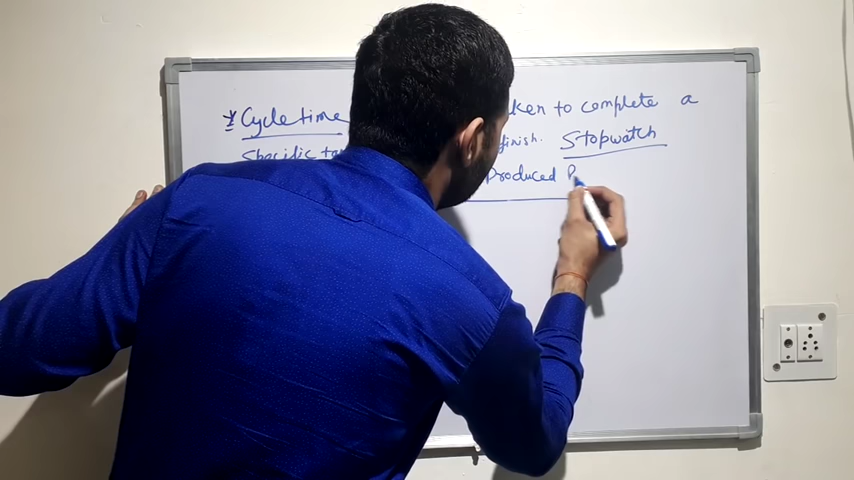 * Cycle time ken to complete a
Specific ta finish. Stopwatch
Produced P